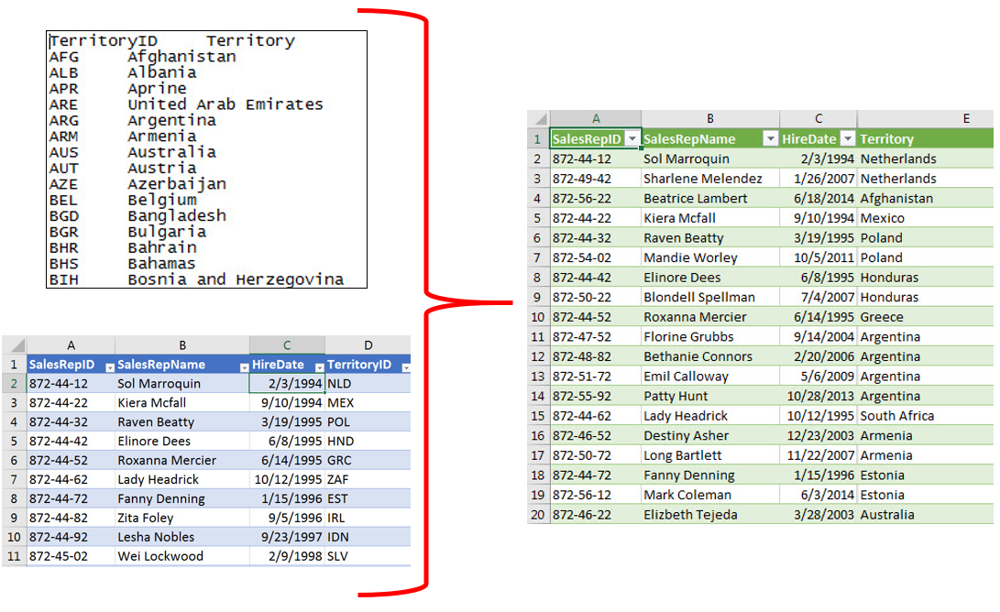 TerritoryID Territory
AFG Afghanistan
ALB Albania
APR Aprine
ARE United Arab Emirates
ARG Argentina
ARM Armenia
AUS Australia
AUT Austria
AZE Azerbaijan
BEL Belgium
BGD Bangladesh
BGR Bulgaria
BHR Bahrain
BHS Bahamas
BIH Bosnia and Herzegovina
A B C D
1 SalesRepID SalesRepName HireDate TerritoryID
2 872-44-12 Sol Marroquin 2/3/1994 NLD
3 872-44-22 Kiera Mcfall 9/10/1994 MEX
4 872-44-32 Raven Beatty 3/19/1995 POL
5 872-44-42 Elinore Dees 6/8/1995 HND
6 872-44-52 Roxanna Mercier 6/14/1995 GRC
7 872-44-62 Lady Headrick 10/12/1995 ZAF
8 872-44-72 Fanny Denning 1/15/1996 EST
9 872-44-82 Zita Foley 9/5/1996 IRL
10 872-44-92 Lesha Nobles 9/23/1997 IDN
11 872-45-02 Wei Lockwood 2/9/1998 SLV
A B C E
1 SalesRepID SalesRepName HireDate Territory
2 872-44-12 Sol Marroquin 2/3/1994 Netherlands
3 872-49-42 Sharlene Melendez 1/26/2007 Netherlands
4 872-56-22 Beatrice Lambert 6/18/2014 Afghanistan
5 872-44-22 Kiera Mcfall 9/10/1994 Mexico
6 872-44-32 Raven Beatty 3/19/1995 Poland
7 872-54-02 Mandie Worley 10/5/2011 Poland
8 872-44-42 Elinore Dees 6/8/1995 Honduras
9 872-50-22 Blondell Spellman 7/4/2007 Honduras
10 872-44-52 Roxanna Mercier 6/14/1995 Greece
11 872-47-52 Florine Grubbs 9/14/2004 Argentina
12 872-48-82 Bethanie Connors 2/20/2006 Argentina
13 872-51-72 Emil Calloway 5/6/2009 Argentina
14 872-55-92 Patty Hunt 10/28/2013 Argentina
15 872-44-62 Lady Headrick 10/12/1995 South Africa
16 872-46-52 Destiny Asher 12/23/2003 Armenia
17 872-50-72 Long Bartlett 11/22/2007 Armenia
18 872-44-72 Fanny Denning 1/15/1996 Estonia
19 872-56-12 Mark Coleman 6/3/2014 Estonia
20 872-46-22 Elizbeth Tejeda 3/28/2003 Australia